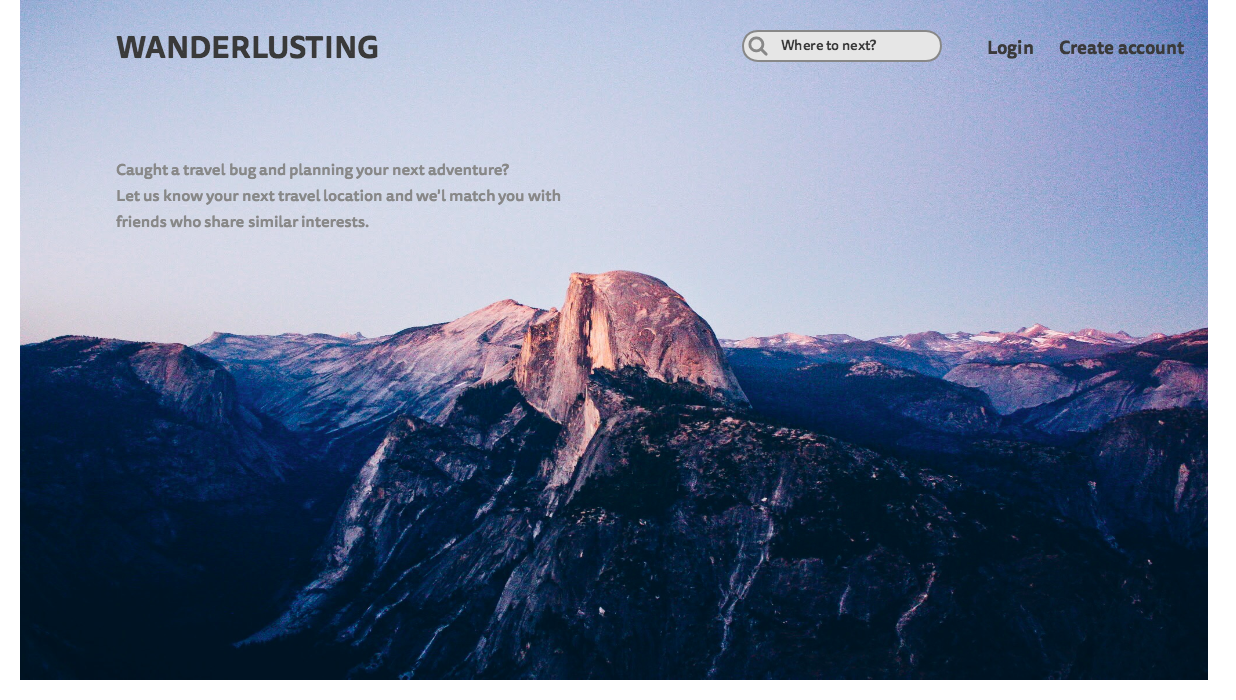 WANDERLUSTING
Where to next?
Login
Create account
Caught a travel bug and planning your next adventure?
Let us know your next travel location and we'll match you with
friends who share similar interests.